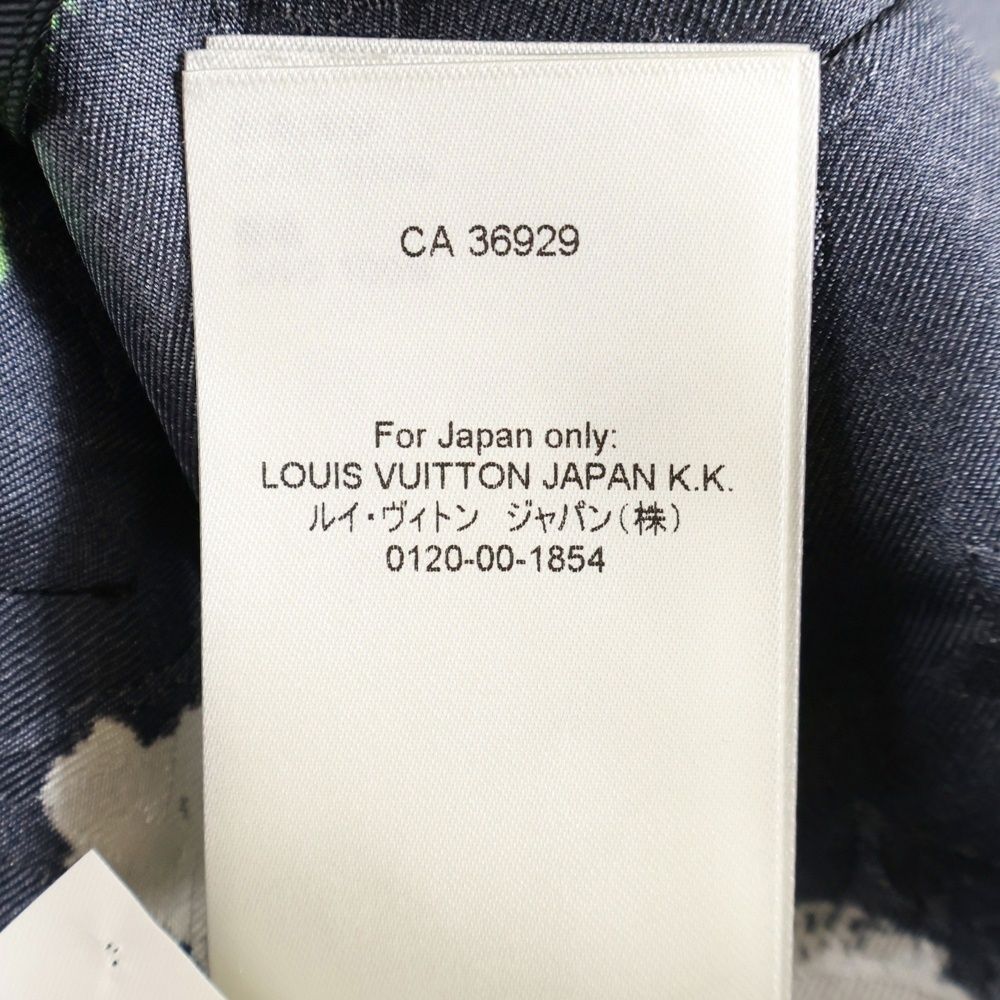 CA 36929
For Japan only:
LOUIS VUITTON JAPAN K.K.
ルイ・ヴィトン　ジャパン(株)
0120-00-1854